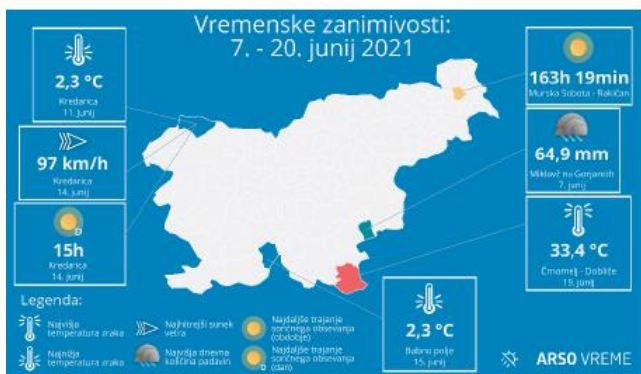 Vremenske zanimivosti:
7. - 20. junij 2021
2,3 °C
Kredarica
11. junij
97 km/h
Kredarica
14. junij
D
15h
Kredarica
14. junij
163h 19min
Murska Sobota - Rakičan
64,9 mm
Miklavž na Gorjancih
7. junij
33,4 °C
Črnomelj - Dobliče
19. junij
2,3 °C
Babno polje
15. junij
Legenda:
Najvišja
temperatura zraka
Najnižja
temperatura zraka
Najhitrejši sunek
vetra
Najvišja dnevna
količina padavin
Najdaljše trajanje
sončnega obsevanja
(obdobje)
D
Najdaljše trajanje
sončnega obsevanja
(dan)
ARSO VREME